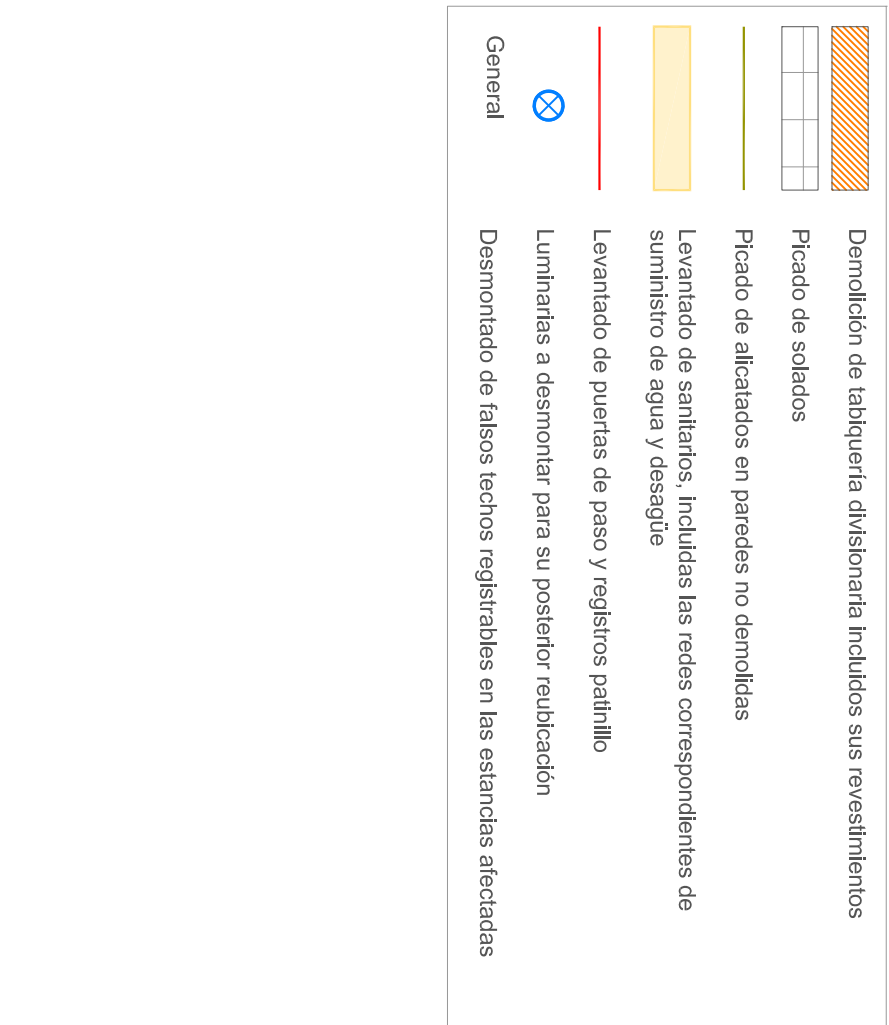 Demolición de tabiquería divisionaria incluidos sus revestimientos
Picado de solados
Picado de alicatados en paredes no demolidas
Levantado de sanitarios, incluidas las redes correspondientes de
suministro de agua y desagüe
Levantado de puertas de paso y registros patinillo
Luminarias a desmontar para su posterior reubicación
General Desmontado de falsos techos registrables en las estancias afectadas